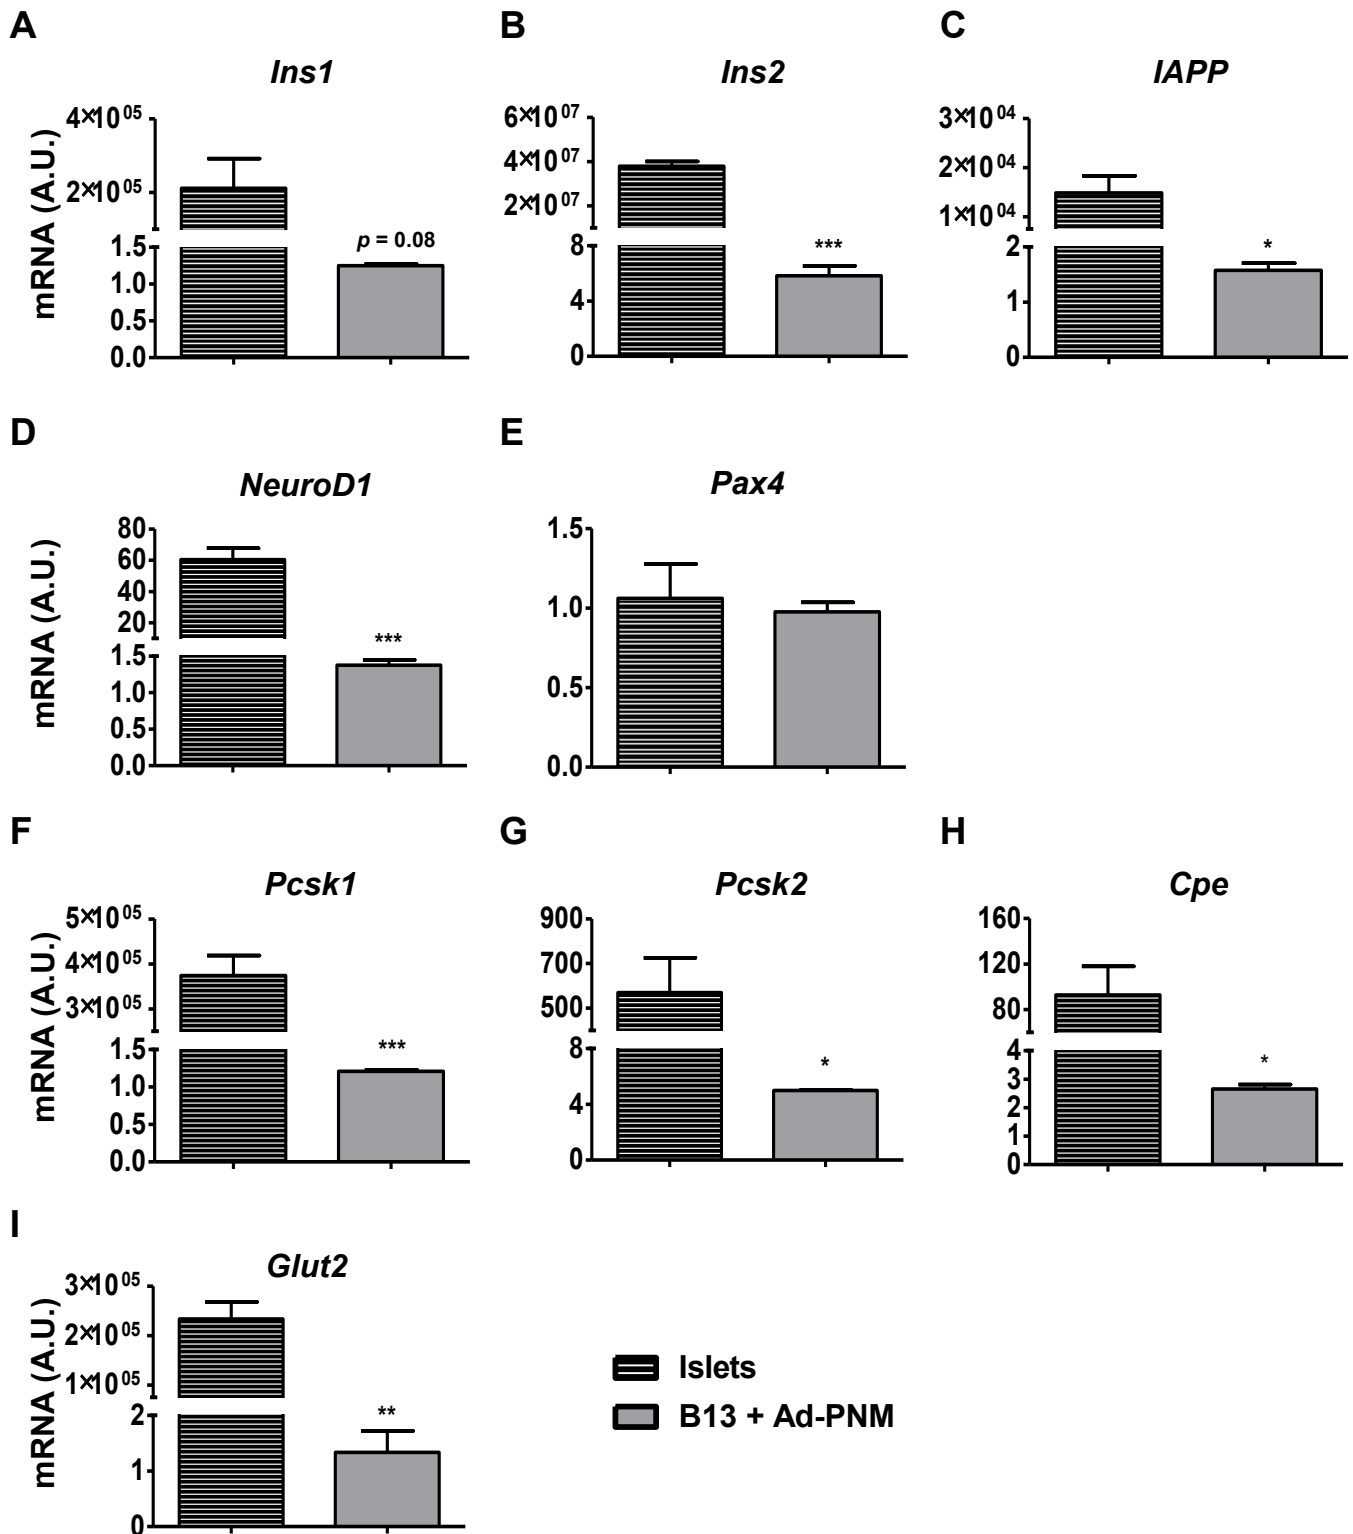 A
B
C
Ins1
Ins2
IAPP
mRNA (A.U.)
4×10 05
2×10 05
1.5
1.0
0.5
0.0
p = 0.08
6×10 07
4×10 07
2×10 07
8
4
0
***
3×10 04
2×10 04
1×10 04
2
1
0
*
D
E
NeuroD1
Pax4
mRNA (A.U.)
80
60
40
20
1.5
1.0
0.5
0.0
***
1.5
1.0
0.5
0.0
F
G
H
Pcsk1
Pcsk2
Cpe
mRNA (A.U.)
5×10 05
4×10 05
3×10 05
1.5
1.0
0.5
0.0
***
900
700
500
8
4
0
*
160
120
80
4
3
2
1
0
*
I
Glut2
mRNA (A.U.)
3×10 05
2×10 05
1×10 05
2
1
0
**
Islets
B13 + Ad-PNM